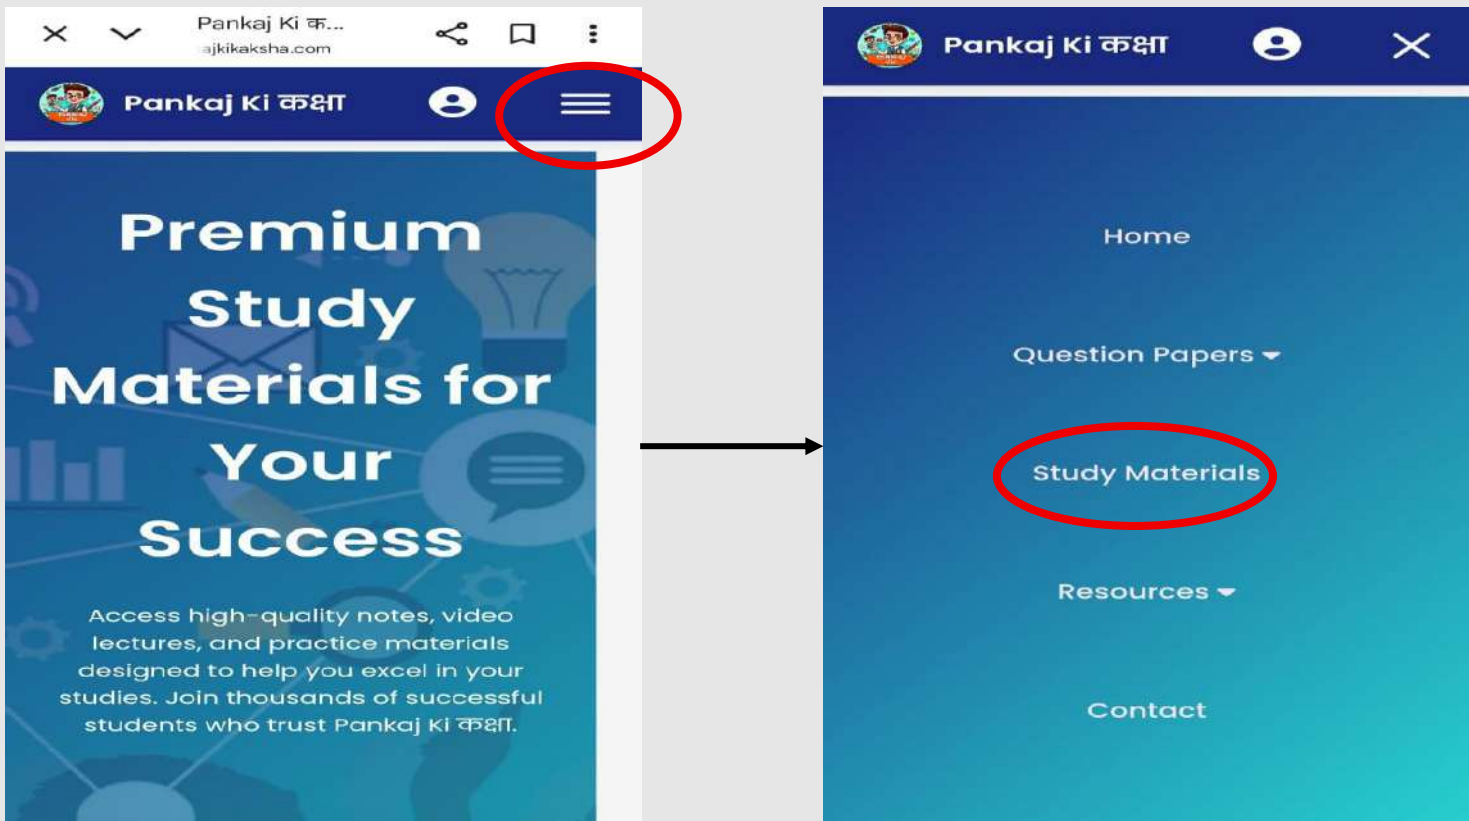 Pankaj Ki क...
ajkikaksha.com
Pankaj Ki कक्षा
Premium
Study
Materials for
Your
Success
Access high-quality notes, video
lectures, and practice materials
designed to help you excel in your
studies. Join thousands of successful
students who trust Pankaj Ki कक्षा.
Pankaj Ki कक्षा
Home
Question Papers
Study Materials
Resources
Contact